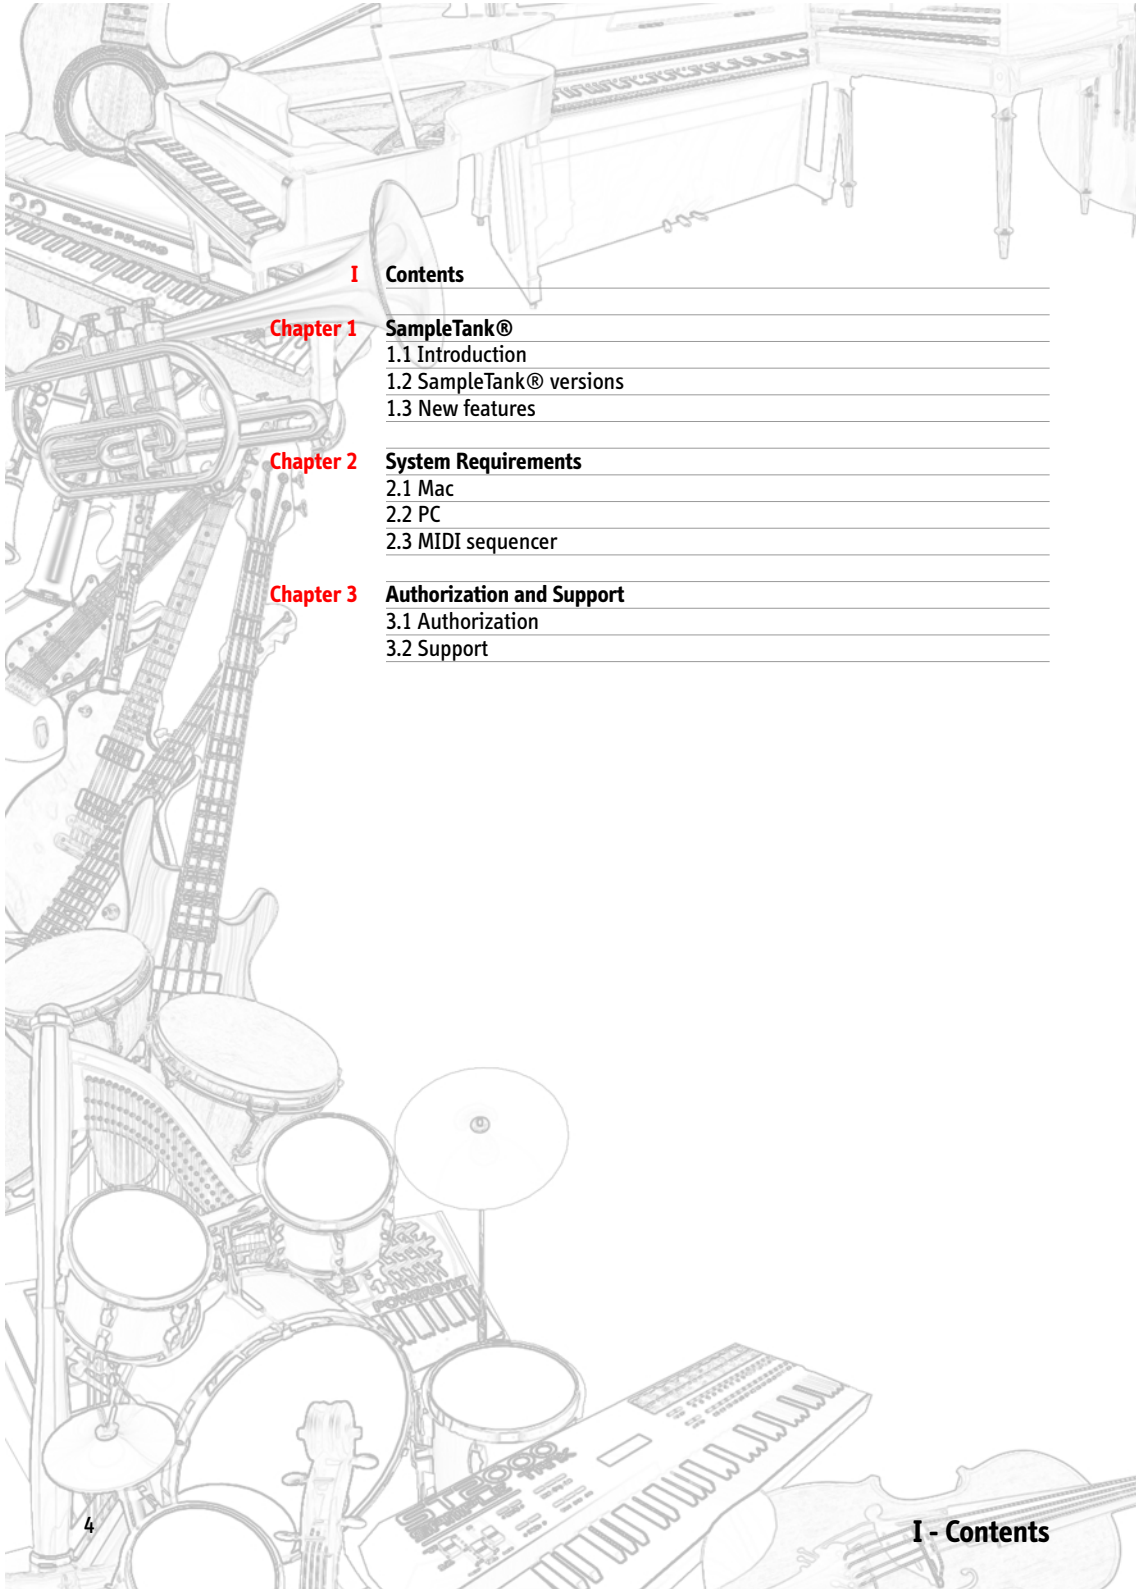 I Contents
Chapter 1 SampleTank®
1.1 Introduction
1.2 SampleTank® versions
1.3 New features
Chapter 2 System Requirements
2.1 Mac
2.2 PC
2.3 MIDI sequencer
Chapter 3 Authorization and Support
3.1 Authorization
3.2 Support
4
I - Contents